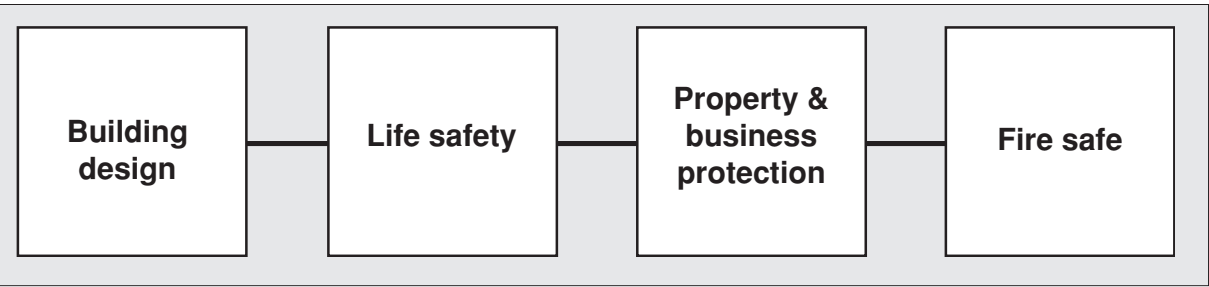 Building
design
Life safety
Property &
business
protection
Fire safe